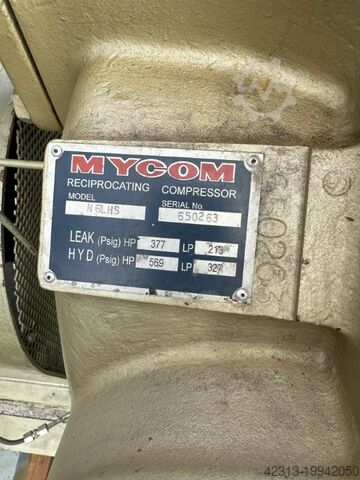 MYCOM
RECIPROCATING COMPRESSOR
MODEL SERIAL No.
N6LHS 650263
LEAK (Psig) HP 377 LP 213
HYD (Psig) HP 569 LP 327
42313-19942050